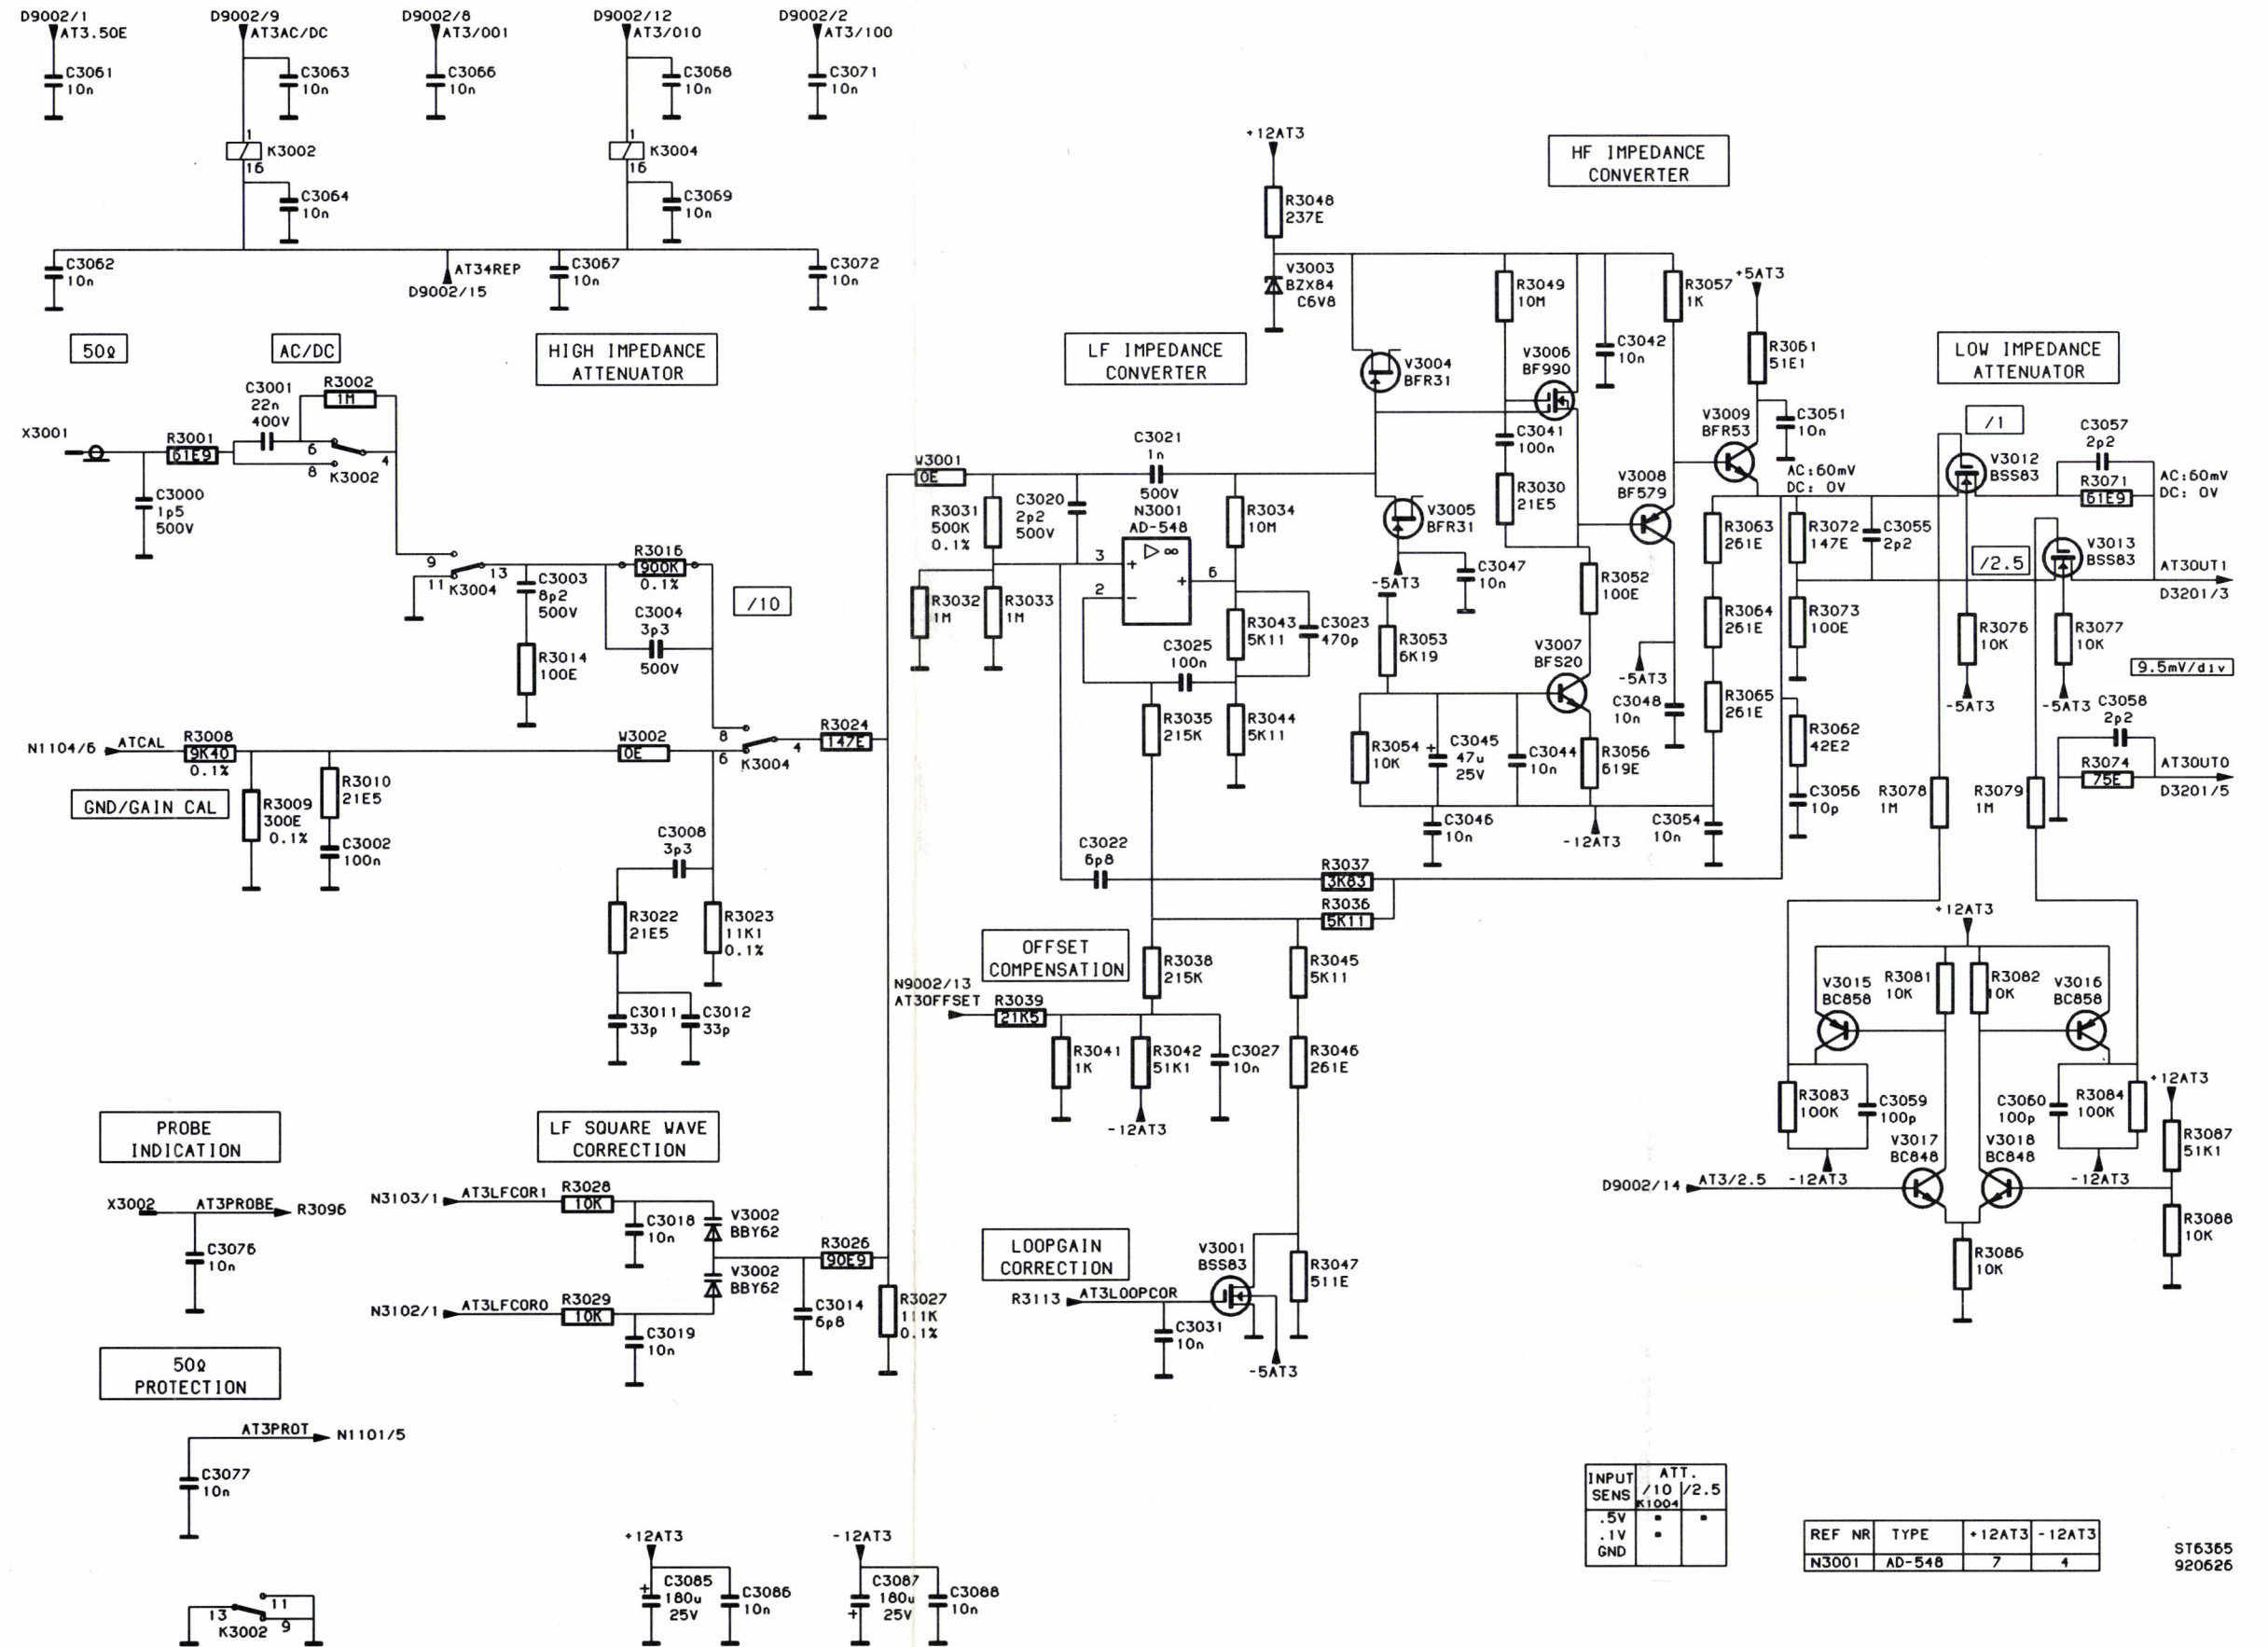 D9002/1
AT3.50E
C3061
10n
D9002/9
AT3AC/DC
C3063
10n
1
K3002
16
C3064
10n
D9002/8
AT3/001
C3066
10n
D9002/12
AT3/010
C3068
10n
1
K3004
16
C3069
10n
D9002/2
AT3/100
C3071
10n
C3062
10n
AT34REP
D9002/15
C3067
10n
C3072
10n
50Ω
AC/DC
HIGH IMPEDANCE
ATTENUATOR
X3001
C3000
1p5
500V
R3001
61E9
C3001
22n
400V
R3002
1M
6
8
4
K3002
9
11
13
K3004
C3003
8p2
500V
R3014
100E
R3016
900K
0.1%
C3004
3p3
500V
/10
N1104/6
ATCAL
R3008
9K40
0.1%
GND/GAIN CAL
R3009
300E
0.1%
R3010
21E5
C3002
100n
W3002
0E
8
6
4
K3004
R3024
147E
C3008
3p3
R3022
21E5
R3023
11K1
0.1%
C3011
33p
C3012
33p
PROBE
INDICATION
X3002
AT3PROBE
R3096
C3076
10n
50Ω
PROTECTION
AT3PROT
N1101/5
C3077
10n
13
11
9
K3002
LF SQUARE WAVE
CORRECTION
N3103/1
AT3LFCOR1
R3028
10K
C3018
10n
V3002
BBY62
V3002
BBY62
N3102/1
AT3LFCOR0
R3029
10K
C3019
10n
C3014
6p8
R3026
90E9
R3027
111K
0.1%
+12AT3
C3085
180u
25V
C3086
10n
-12AT3
C3087
180u
25V
C3088
10n
LF IMPEDANCE
CONVERTER
W3001
0E
R3031
500K
0.1%
C3020
2p2
500V
R3032
1M
R3033
1M
C3021
1n
500V
N3001
AD-548
∞
3
+
2
-
+
6
R3034
10M
R3043
5K11
C3023
470p
C3025
100n
R3035
215K
R3044
5K11
C3022
6p8
R3037
3K83
R3036
5K11
OFFSET
COMPENSATION
N9002/13
AT3OFFSET
R3039
21K5
R3038
215K
R3041
1K
R3042
51K1
-12AT3
C3027
10n
R3045
5K11
R3046
261E
LOOPGAIN
CORRECTION
R3113
AT3LOOPCOR
V3001
BSS83
C3031
10n
R3047
511E
-5AT3
HF IMPEDANCE
CONVERTER
+12AT3
R3048
237E
V3003
BZX84
C6V8
V3004
BFR31
V3005
BFR31
-5AT3
C3047
10n
R3049
10M
V3006
BF990
C3042
10n
C3041
100n
R3030
21E5
R3052
100E
R3053
6K19
V3007
BFS20
R3054
10K
+
C3045
47u
25V
C3044
10n
R3056
619E
C3046
10n
-12AT3
R3057
1K
V3008
BF579
-5AT3
C3048
10n
+5AT3
R3061
51E1
C3051
10n
V3009
BFR53
AC:60mV
DC: 0V
R3063
261E
R3064
261E
R3065
261E
C3054
10n
R3072
147E
C3055
2p2
R3073
100E
R3062
42E2
C3056
10p
LOW IMPEDANCE
ATTENUATOR
/1
V3012
BSS83
C3057
2p2
R3071
61E9
AC:60mV
DC: 0V
V3013
BSS83
/2.5
AT3OUT1
D3201/3
R3076
10K
-5AT3
R3077
10K
-5AT3
9.5mV/div
C3058
2p2
R3074
75E
AT3OUT0
D3201/5
R3078
1M
R3079
1M
+12AT3
V3015
BC858
R3081
10K
R3082
10K
V3016
BC858
R3083
100K
C3059
100p
C3060
100p
R3084
100K
-12AT3
-12AT3
V3017
BC848
V3018
BC848
D9002/14
AT3/2.5
R3086
10K
+12AT3
R3087
51K1
R3088
10K
INPUT
SENS
ATT.
/10
K1004
/2.5
.5V
.1V
GND
REF NR TYPE +12AT3 -12AT3
N3001 AD-548 7 4
ST6365
920626